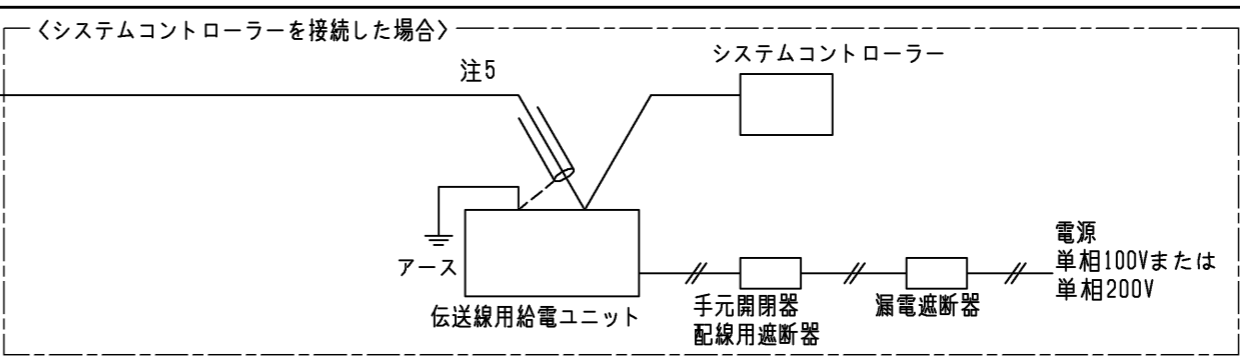 〈システムコントローラーを接続した場合〉
システムコントローラー
注5
アース
伝送線用給電ユニット
手元開閉器
配線用遮断器
漏電遮断器
電源
単相100Vまたは
単相200V